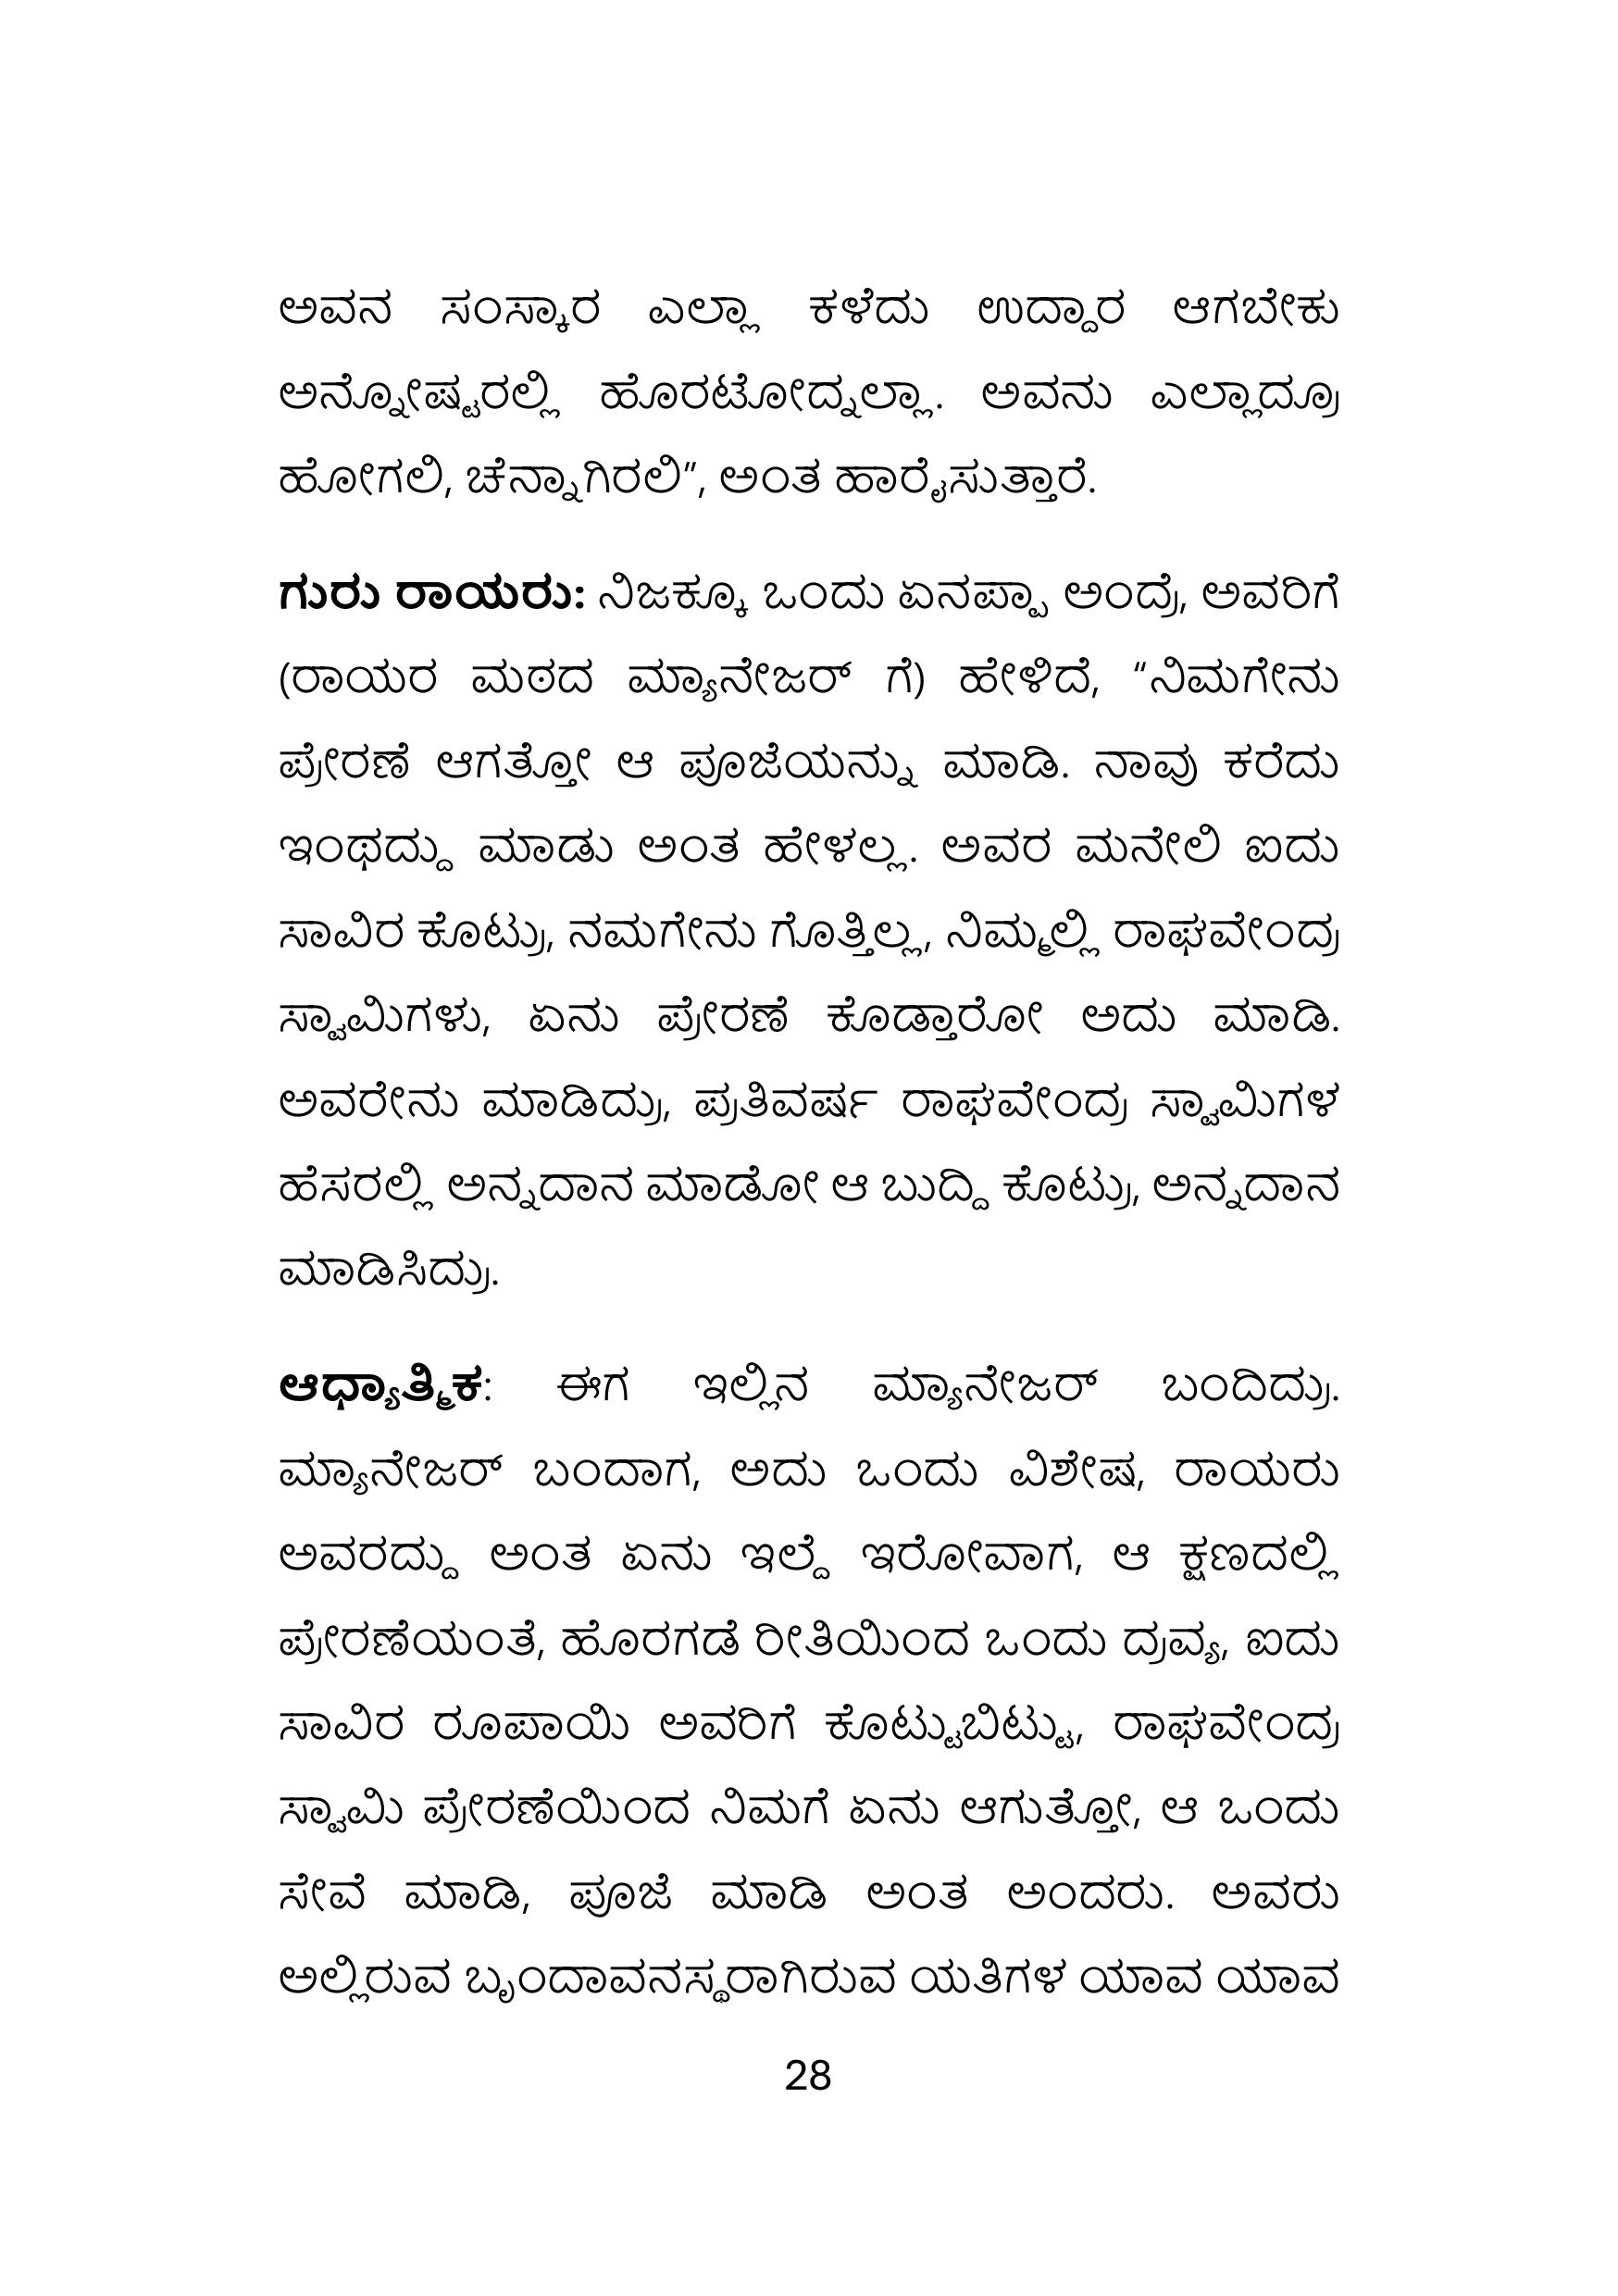 ಅವನ ಸಂಸ್ಕಾರ ಎಲ್ಲಾ ಕಳೆದು ಉದ್ದಾರ ಆಗಬೇಕು
ಅನ್ನೋಷ್ಟರಲ್ಲಿ ಹೊರಟೋದ್ನಲ್ಲಾ. ಅವನು ಎಲ್ಲಾದ್ರೂ
ಹೋಗಲಿ, ಚೆನ್ನಾಗಿರಲಿ”, ಅಂತ ಹಾರೈಸುತ್ತಾರೆ.
ಗುರು ರಾಯರು: ನಿಜಕ್ಕೂ ಒಂದು ಏನಪ್ಪಾ ಅಂದ್ರೆ, ಅವರಿಗೆ
(ರಾಯರ ಮಠದ ಮ್ಯಾನೇಜರ್ ಗೆ) ಹೇಳಿದೆ, “ನಿಮಗೇನು
ಪ್ರೇರಣೆ ಆಗತ್ತೋ ಆ ಪೂಜೆಯನ್ನು ಮಾಡಿ. ನಾವು ಕರೆದು
ಇಂಥದ್ದು ಮಾಡು ಅಂತ ಹೇಳಲ್ಲ. ಅವರ ಮನೇಲಿ ಐದು
ಸಾವಿರ ಕೊಟ್ರು, ನಮಗೇನು ಗೊತ್ತಿಲ್ಲ, ನಿಮ್ಮಲ್ಲಿ ರಾಘವೇಂದ್ರ
ಸ್ವಾಮಿಗಳು, ಏನು ಪ್ರೇರಣೆ ಕೊಡ್ತಾರೋ ಅದು ಮಾಡಿ.
ಅವರೇನು ಮಾಡಿದ್ರು, ಪ್ರತಿವರ್ಷ ರಾಘವೇಂದ್ರ ಸ್ವಾಮಿಗಳ
ಹೆಸರಲ್ಲಿ ಅನ್ನದಾನ ಮಾಡೋ ಆ ಬುದ್ದಿ ಕೊಟ್ರು, ಅನ್ನದಾನ
ಮಾಡಿಸಿದ್ರು.
ಆಧ್ಯಾತ್ಮಿಕ: ಈಗ ಇಲ್ಲಿನ ಮ್ಯಾನೇಜರ್ ಬಂದಿದ್ರು.
ಮ್ಯಾನೇಜರ್ ಬಂದಾಗ, ಅದು ಒಂದು ವಿಶೇಷ, ರಾಯರು
ಅವರದ್ದು ಅಂತ ಏನು ಇಲ್ದೆ ಇರೋವಾಗ, ಆ ಕ್ಷಣದಲ್ಲಿ
ಪ್ರೇರಣೆಯಂತೆ, ಹೊರಗಡೆ ರೀತಿಯಿಂದ ಒಂದು ದ್ರವ್ಯ, ಐದು
ಸಾವಿರ ರೂಪಾಯಿ ಅವರಿಗೆ ಕೊಟ್ಟುಬಿಟ್ಟು, ರಾಘವೇಂದ್ರ
ಸ್ವಾಮಿ ಪ್ರೇರಣೆಯಿಂದ ನಿಮಗೆ ಏನು ಆಗುತ್ತೋ, ಆ ಒಂದು
ಸೇವೆ ಮಾಡಿ, ಪೂಜೆ ಮಾಡಿ ಅಂತ ಅಂದರು. ಅವರು
ಅಲ್ಲಿರುವ ಬೃಂದಾವನಸ್ಥರಾಗಿರುವ ಯತಿಗಳ ಯಾವ ಯಾವ
28